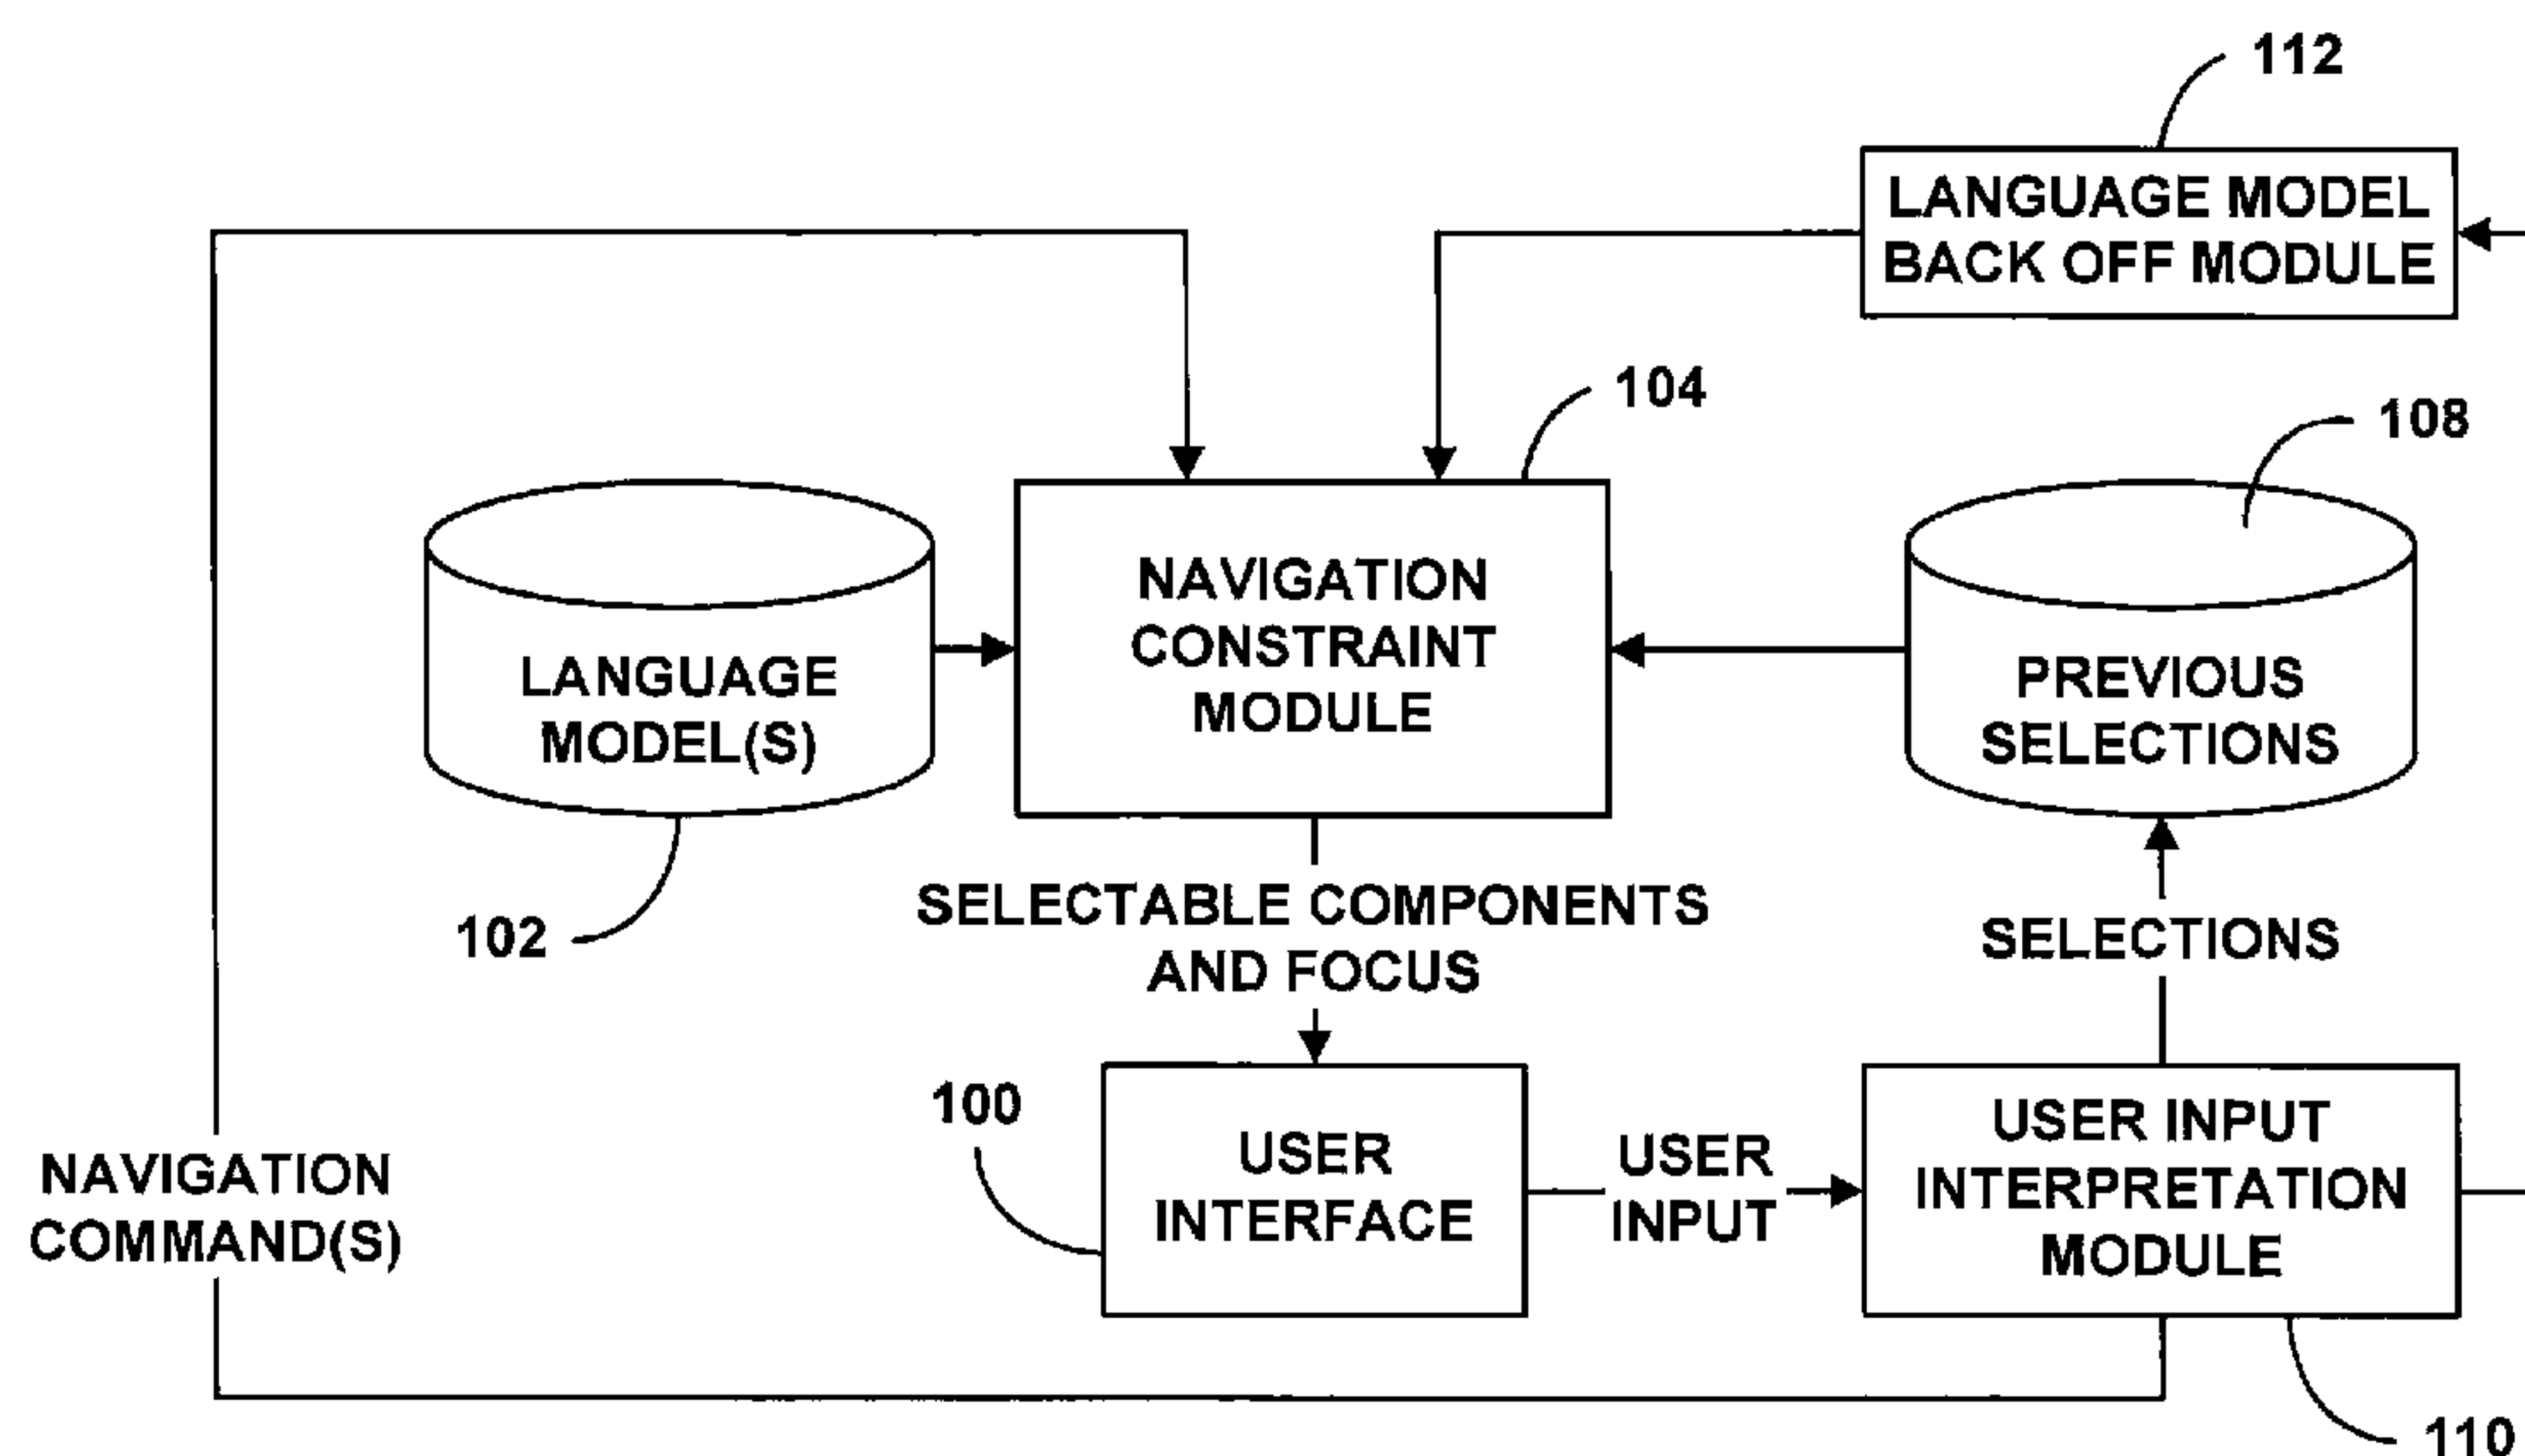 112
LANGUAGE MODEL
BACK OFF MODULE
104
108
NAVIGATION
CONSTRAINT
MODULE
LANGUAGE
MODEL(S)
PREVIOUS
SELECTIONS
102
SELECTABLE COMPONENTS
AND FOCUS
SELECTIONS
100
USER
INTERFACE
USER
INPUT
USER INPUT
INTERPRETATION
MODULE
NAVIGATION
COMMAND(S)
110